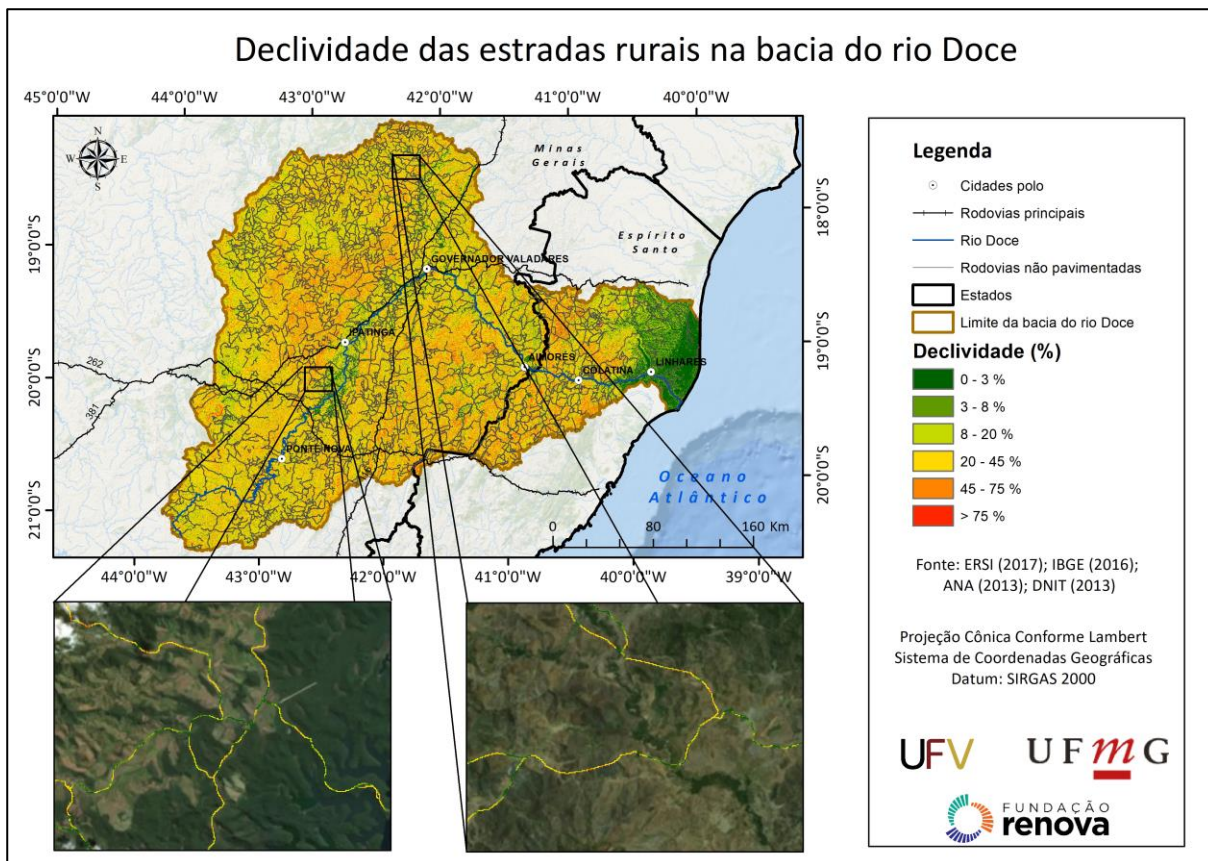 Declividade das estradas rurais na bacia do rio Doce
45°0'0"W 44°0'0"W 43°0'0"W 42°0'0"W 41°0'0"W 40°0'0"W
N
W E
S
Minas
Gerais
Espírito
Santo
18°0'0"S
19°0'0"S
GOVERNADOR VALADARES
IPATINGA
19°0'0"S
AIMORÉS
LINHARES
COLATINA
262
20°0'0"S
381
PONTE NOVA
20°0'0"S
Oceano
Atlântico
21°0'0"S
0 80 160 Km
44°0'0"W 43°0'0"W 42°0'0"W 41°0'0"W 40°0'0"W 39°0'0"W
Legenda
Cidades polo
Rodovias principais
Rio Doce
Rodovias não pavimentadas
Estados
Limite da bacia do rio Doce
Declividade (%)
0 - 3 %
3 - 8 %
8 - 20 %
20 - 45 %
45 - 75 %
> 75 %
Fonte: ERSI (2017); IBGE (2016);
ANA (2013); DNIT (2013)
Projeção Cônica Conforme Lambert
Sistema de Coordenadas Geográficas
Datum: SIRGAS 2000
UFV
UFmG
FUNDAÇÃO
renova